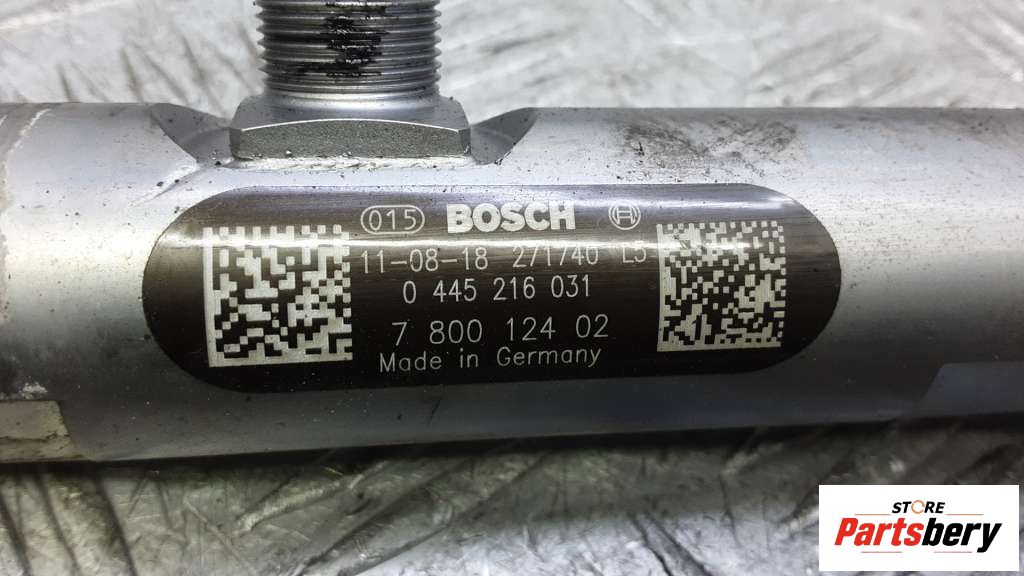 015 BOSCH
11-08-18 271740 L5
0 445 216 031
7 800 124 02
Made in Germany
STORE
Partsbery